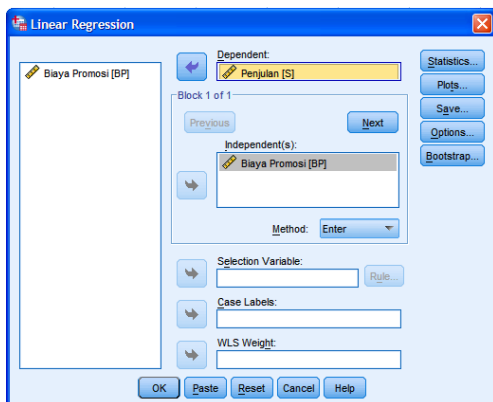 Linear Regression
Biaya Promosi [BP]
Dependent:
Penjulan [S]
Block 1 of 1
Previous
Next
Independent(s):
Biaya Promosi [BP]
Method:
Enter
Selection Variable:
Rule...
Case Labels:
WLS Weight:
Statistics...
Plots...
Save...
Options...
Bootstrap...
OK
Paste
Reset
Cancel
Help